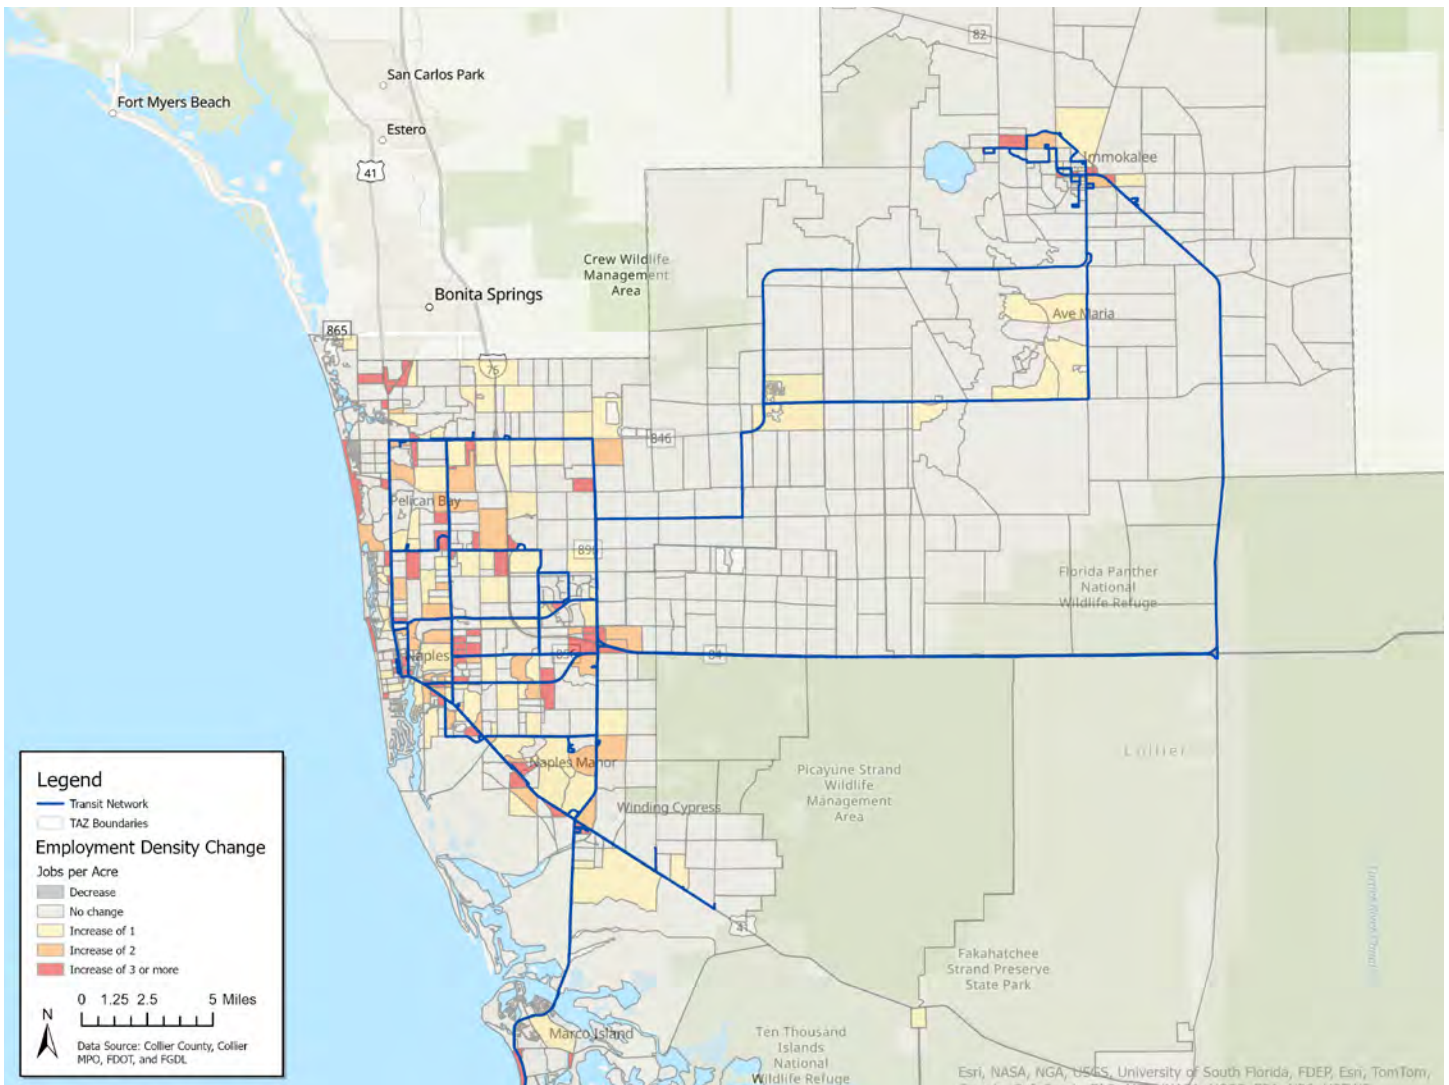 82
San Carlos Park
Fort Myers Beach
Estero
41
Immokalee
Crew Wildlife
Management
Area
Bonita Springs
865
Ave Maria
75
846
Pelican Bay
896
Florida Panther
National
Wildlife Refuge
Naples
856
84
Collier
Naples Manor
Picayune Strand
Wildlife
Management
Area
Winding Cypress
41
Fakahatchee
Strand Preserve
State Park
Marco Island
Ten Thousand
Islands
National
Wildlife Refuge
Legend
Transit Network
TAZ Boundaries
Employment Density Change
Jobs per Acre
Decrease
No change
Increase of 1
Increase of 2
Increase of 3 or more
N
0 1.25 2.5 5 Miles
Data Source: Collier County, Collier
MPO, FDOT, and FGDL
Esri, NASA, NGA, USGS, University of South Florida, FDEP, Esri, TomTom,